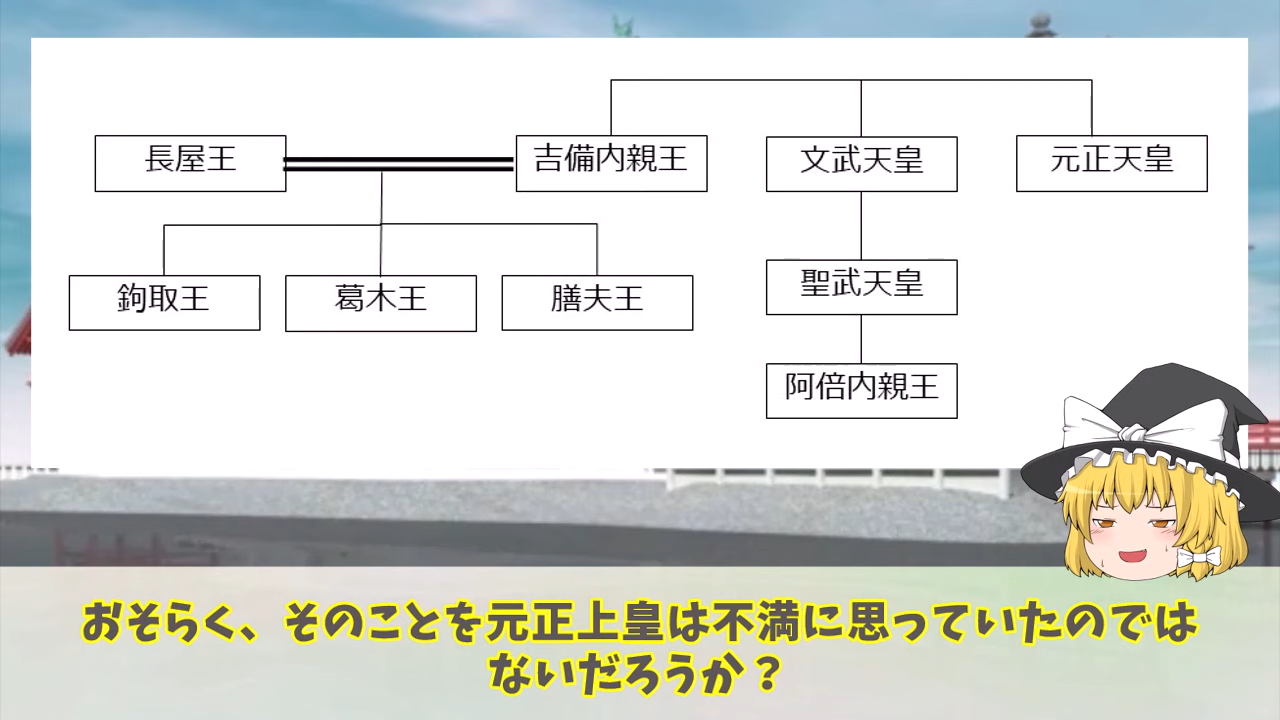 長屋王
吉備内親王
文武天皇
元正天皇
鉤取王
葛木王
膳夫王
聖武天皇
阿倍内親王
おそらく、そのことを元正上皇は不満に思っていたのでは
ないだろうか？